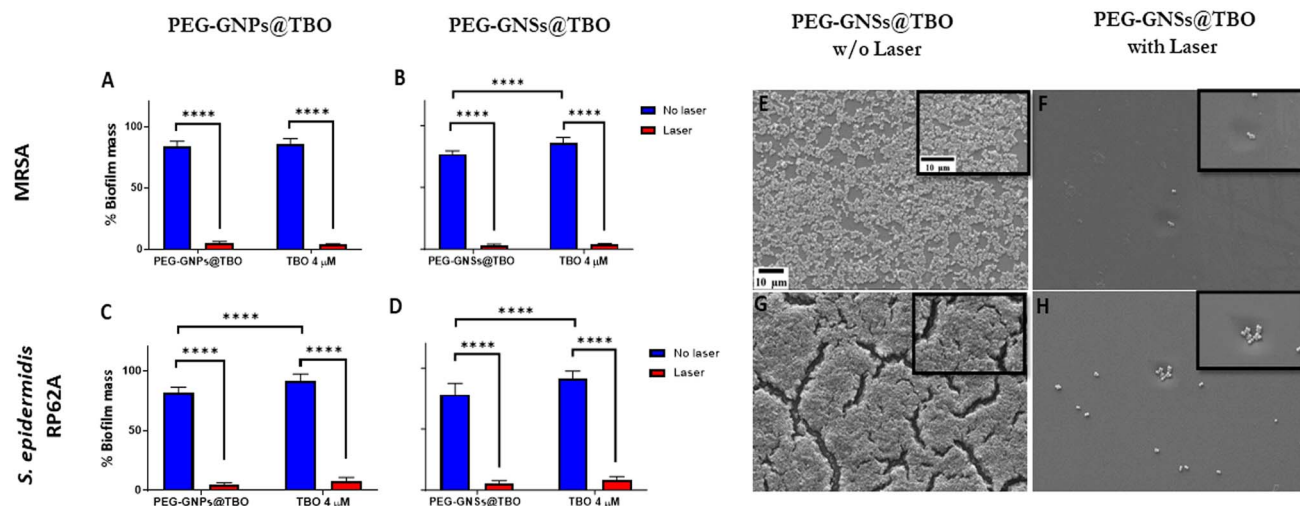 PEG-GNPs@TBO
PEG-GNSs@TBO
PEG-GNSs@TBO
w/o Laser
PEG-GNSs@TBO
with Laser
MRSA
A
% Biofilm mass
100
50
0
****
****
PEG-GNPs@TBO
TBO 4 µM
B
****
****
****
PEG-GNSs@TBO
TBO 4 µM
No laser
Laser
E
10 µm
10 µm
F
S. epidermidis
RP62A
C
% Biofilm mass
100
50
0
****
****
****
PEG-GNPs@TBO
TBO 4 µM
D
****
****
****
PEG-GNSs@TBO
TBO 4 µM
No laser
Laser
G
H